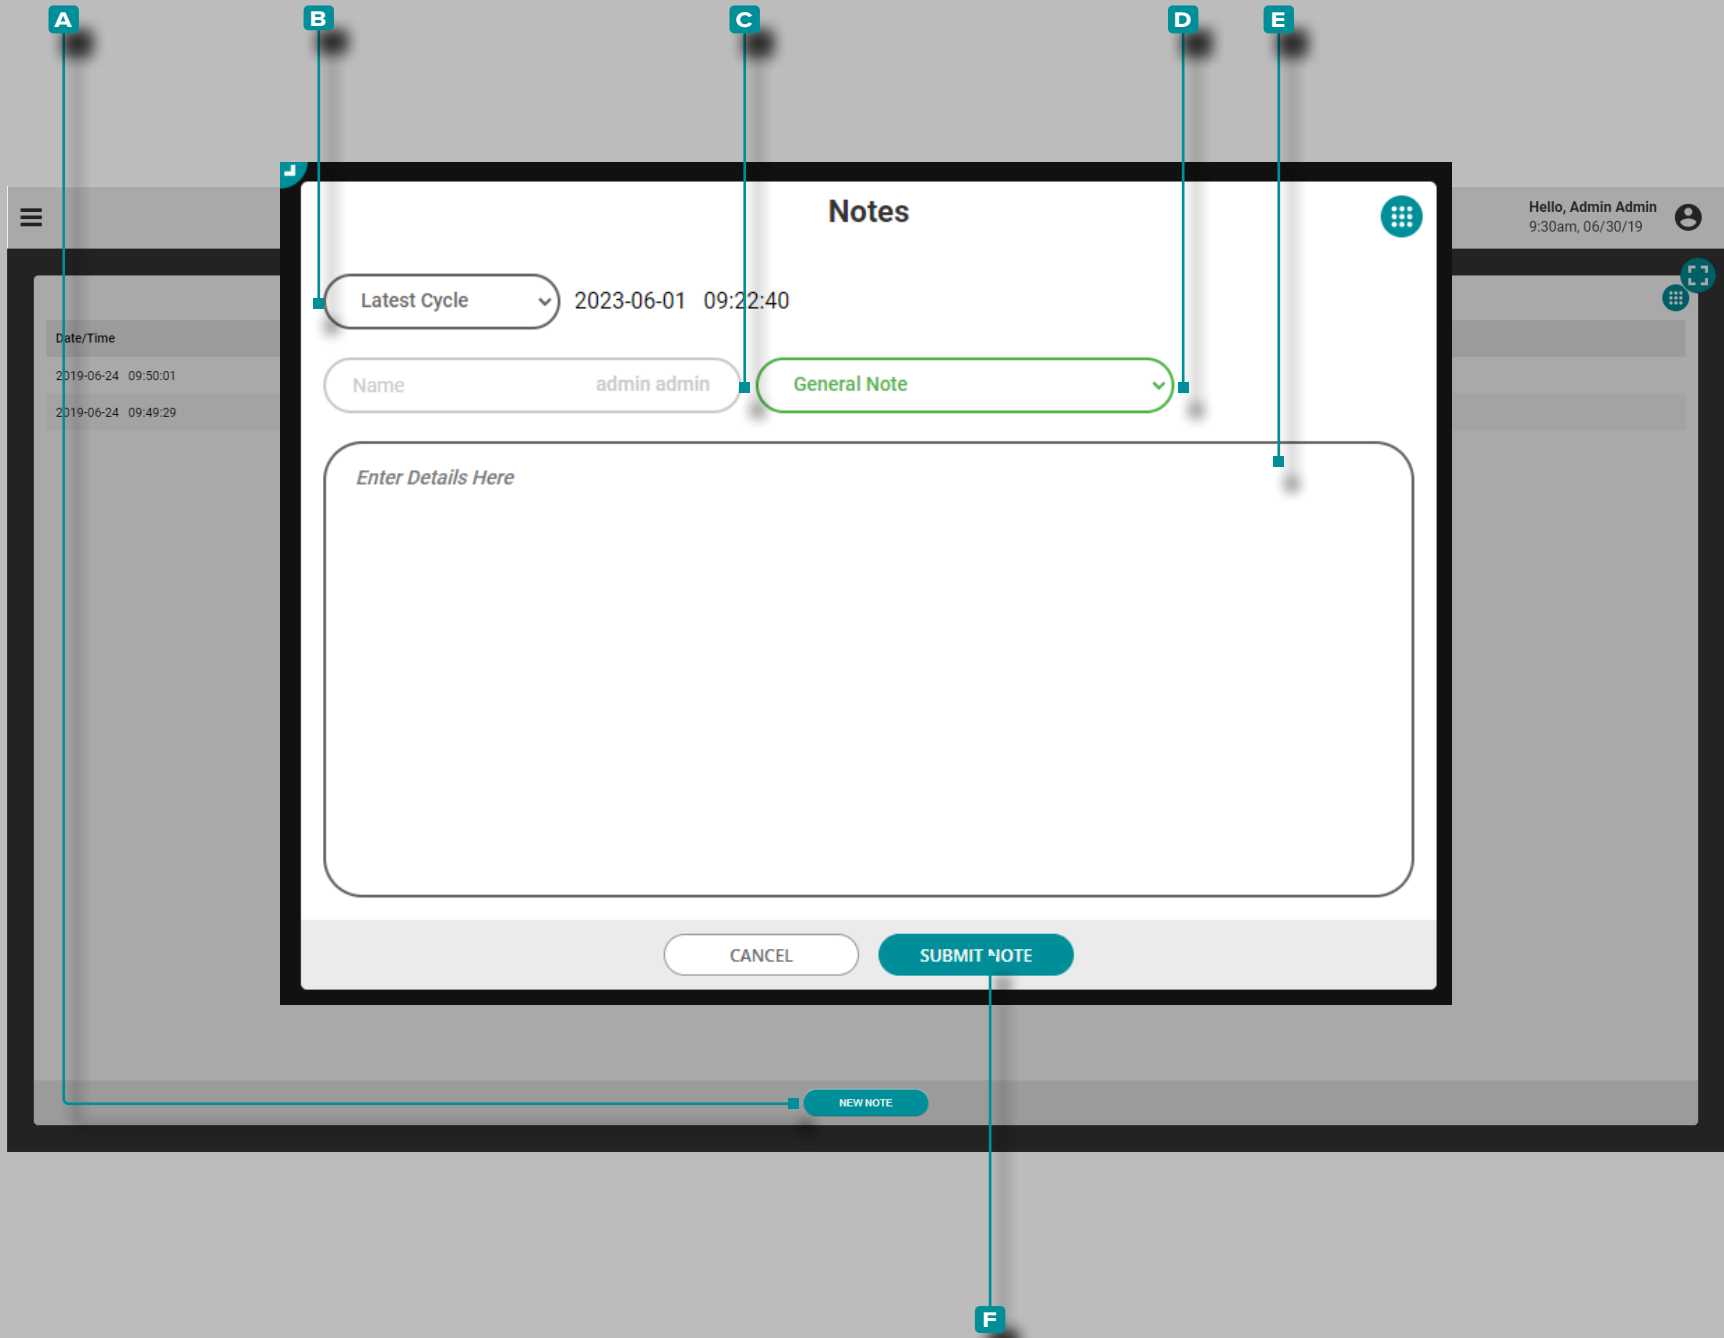 A B C D E
Notes
Hello, Admin Admin
9:30am, 06/30/19
Latest Cycle 2023-06-01 09:22:40
Date/Time
2019-06-24 09:50:01
Name admin admin General Note
2019-06-24 09:49:29
Enter Details Here
CANCEL SUBMIT NOTE
NEW NOTE
F